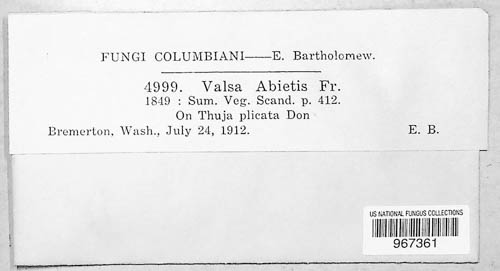 FUNGI COLUMBIANI—E. Bartholomew.
4999. Valsa Abietis Fr.
1849 : Sum. Veg. Scand. p. 412.
On Thuja plicata Don
Bremerton, Wash., July 24, 1912. E. B.
US NATIONAL FUNGUS COLLECTIONS
967361